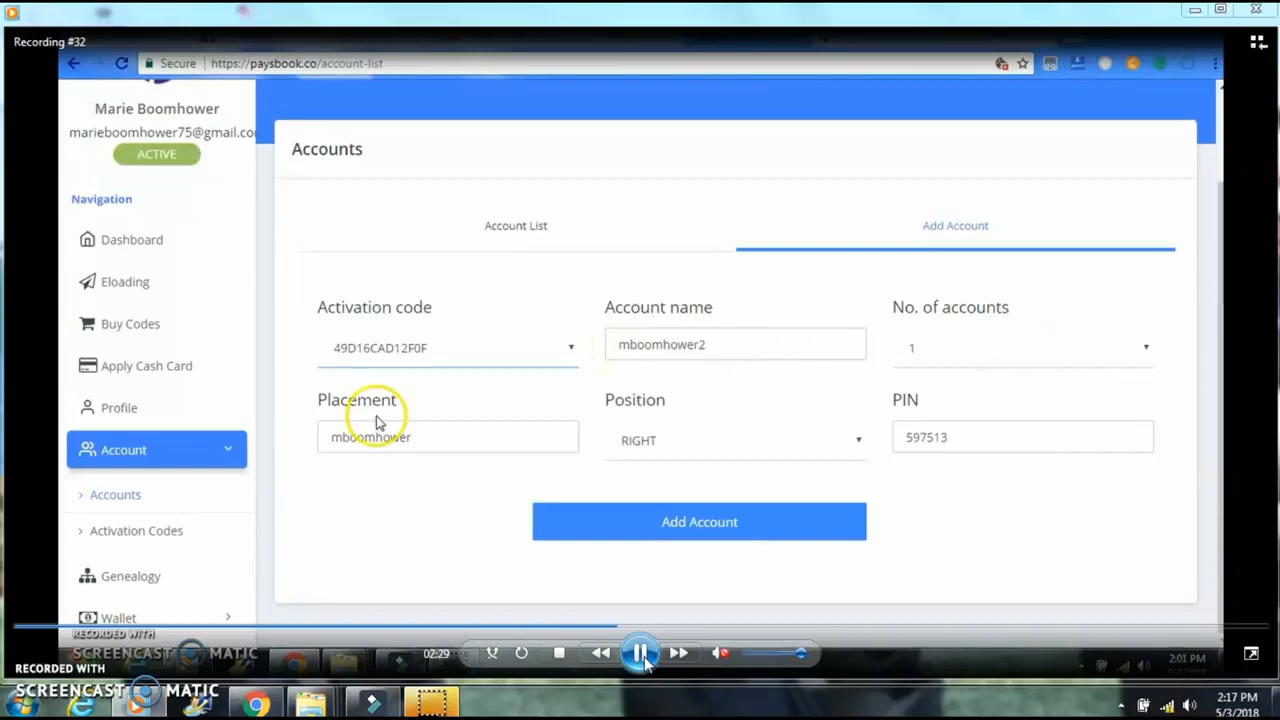 Recording #32
Secure https://paysbook.co/account-list
Marie Boomhower
marieboomhower75@gmail.co
ACTIVE
Navigation
Dashboard
Eloading
Buy Codes
Apply Cash Card
Profile
Account
Accounts
Activation Codes
Genealogy
Wallet
Accounts
Account List
Add Account
Activation code
Account name
No. of accounts
49D16CAD12F0F
mboomhower2
1
Placement
Position
PIN
mboomhower
RIGHT
597513
Add Account
RECORDED WITH
SCREENCAST MATIC
02:29
2:01 PM
RECORDED WITH
SCREENCAST MATIC
2:17 PM
5/3/2018